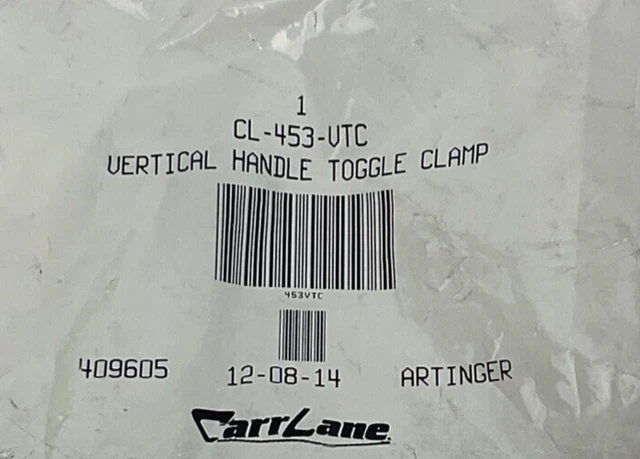 1
CL-453-VTC
VERTICAL HANDLE TOGGLE CLAMP
453VTC
409605 12-08-14 ARTINGER
CarrLane